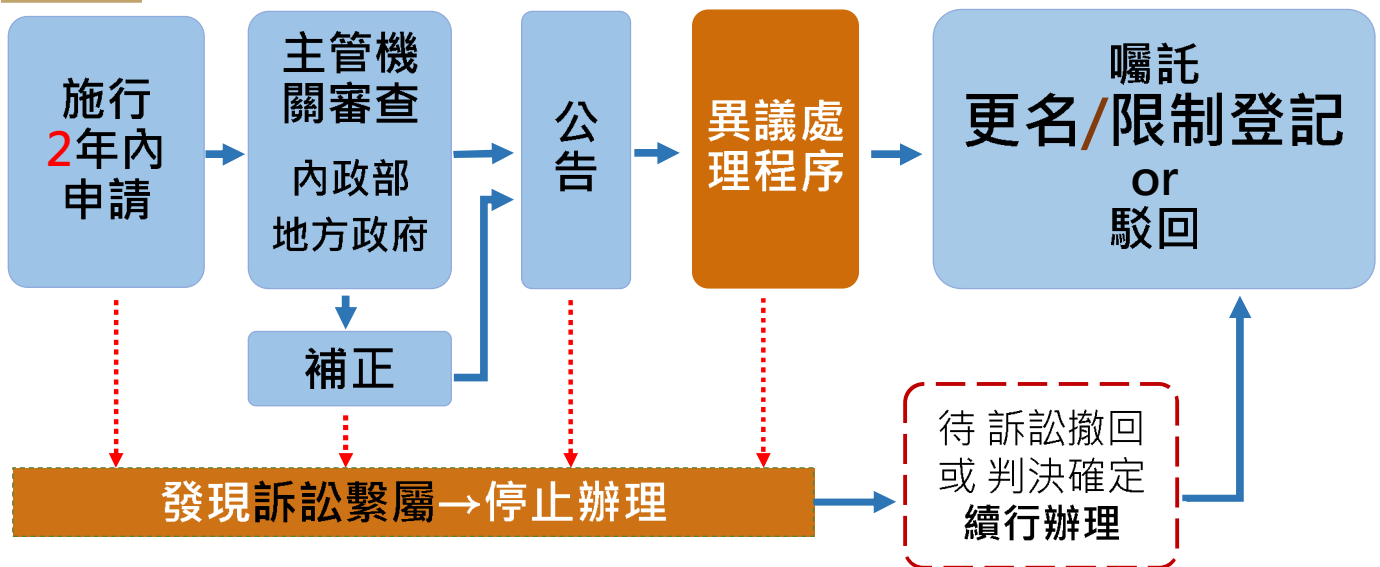 施行
2年內
申請
主管機
關審查
內政部
地方政府
補正
公
告
異議處
理程序
囑託
更名/限制登記
or
駁回
發現訴訟繫屬→停止辦理
待 訴訟撤回
或 判決確定
續行辦理